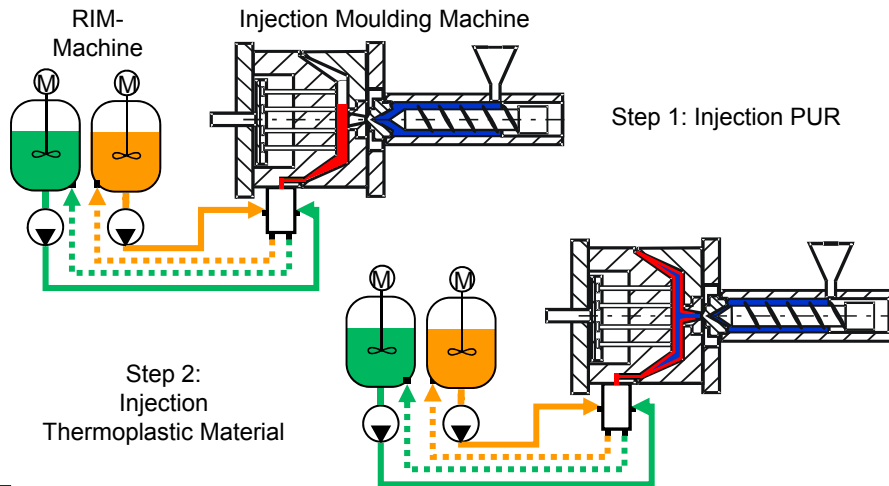 RIM-
Machine
Injection Moulding Machine
M
M
Step 1: Injection PUR
M
M
Step 2:
Injection
Thermoplastic Material